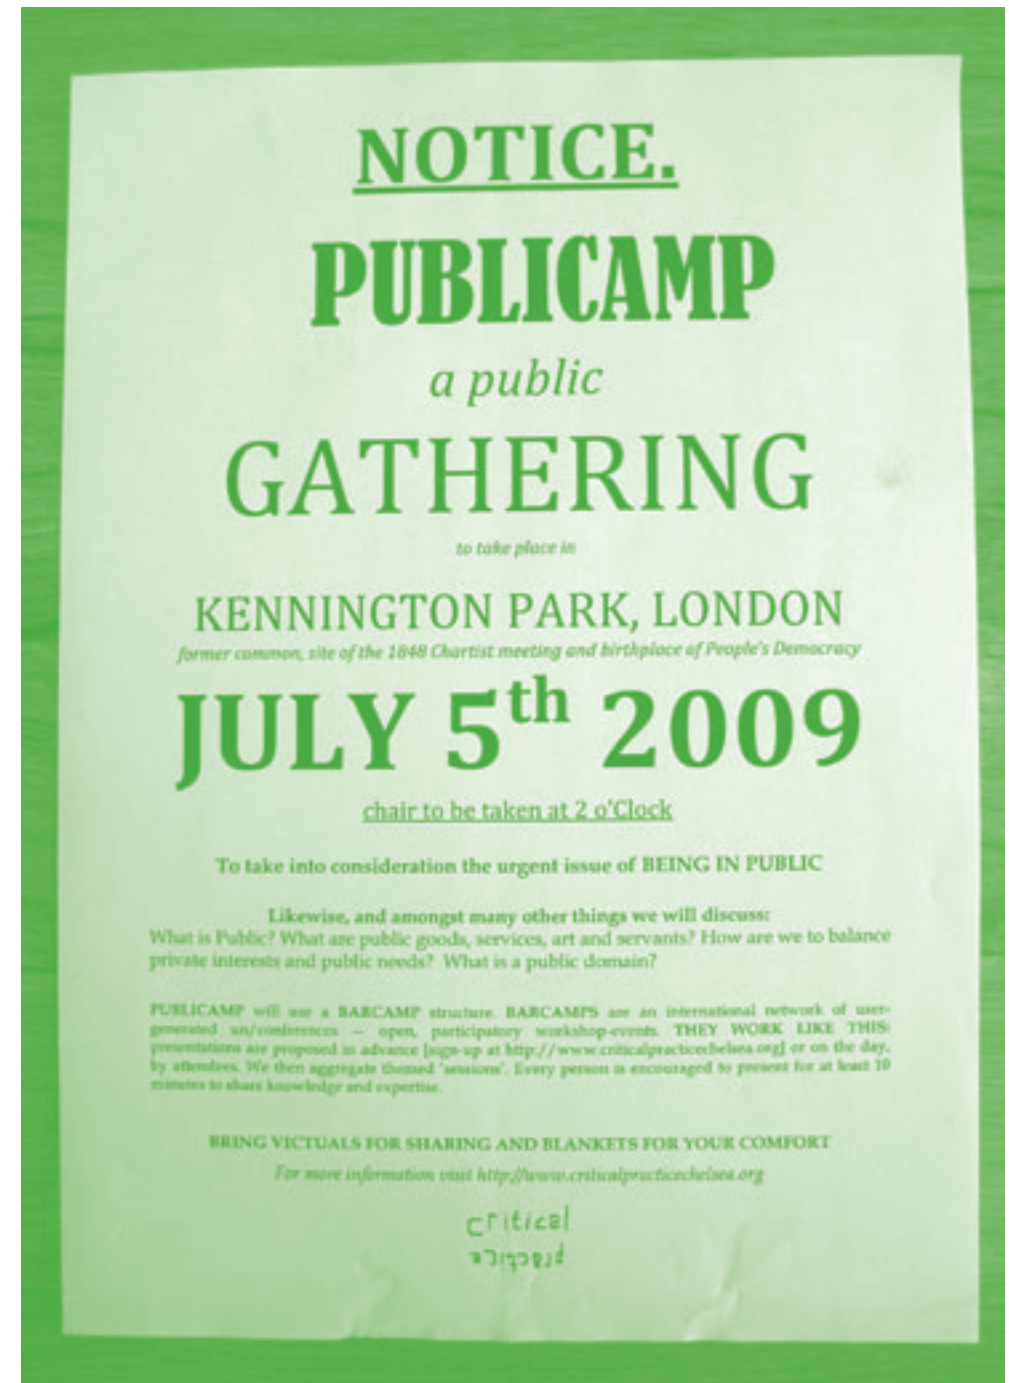 NOTICE.
PUBLICAMP
a public
GATHERING
to take place in
KENNINGTON PARK, LONDON
former common, site of the 1848 Chartist meeting and birthplace of People's Democracy
JULY 5th 2009
chair to be taken at 2 o'Clock
To take into consideration the urgent issue of BEING IN PUBLIC
Likewise, and amongst many other things we will discuss:
What is Public? What are public goods, services, art and servants? How are we to balance
private interests and public needs? What is a public domain?
PUBLICAMP will use a BARCAMP structure. BARCAMPS are an international network of user-
generated un/conferences — open, participatory workshop-events. THEY WORK LIKE THIS:
presentations are proposed in advance [sign-up at http://www.criticalpracticechelsea.org] or on the day,
by attendees. We then aggregate themed 'sessions'. Every person is encouraged to present for at least 10
minutes to share knowledge and expertise.
BRING VICTUALS FOR SHARING AND BLANKETS FOR YOUR COMFORT
For more information visit http://www.criticalpracticechelsea.org
critical
practice